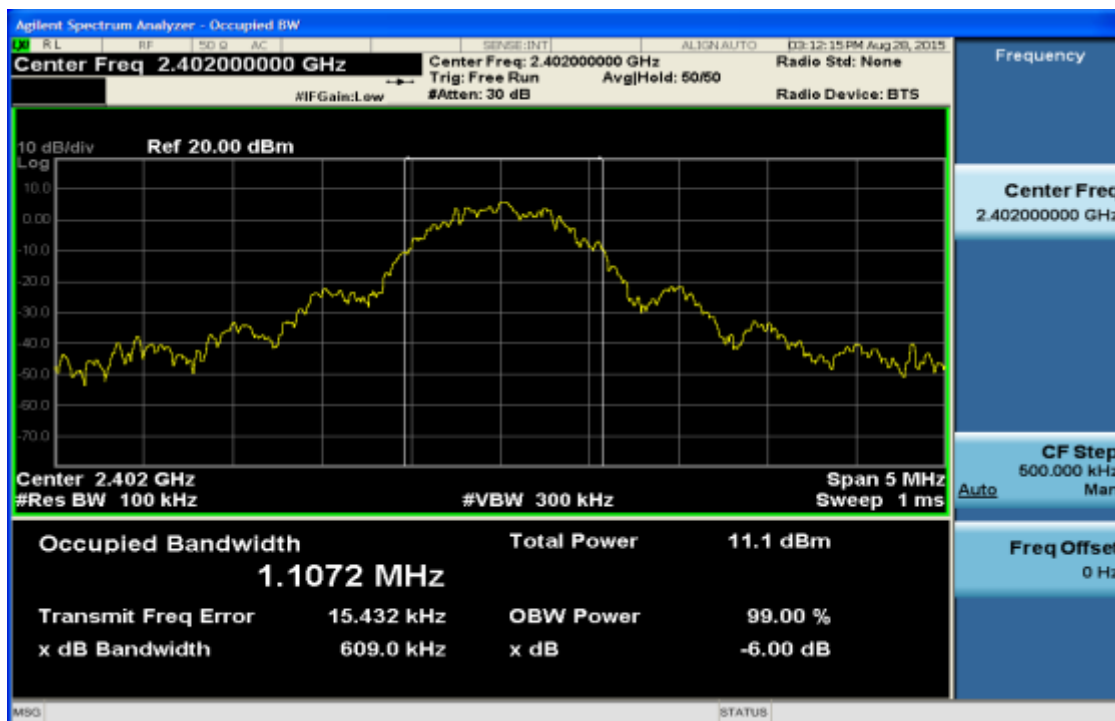 Agilent Spectrum Analyzer - Occupied BW
LXI RL RF 50 Ω AC SENSE:INT ALIGN AUTO 03:12:15 PM Aug 28, 2015
Center Freq 2.402000000 GHz
Center Freq: 2.402000000 GHz
Radio Std: None
Trig: Free Run Avg|Hold: 50/50
#IFGain:Low
#Atten: 30 dB
Radio Device: BTS
Frequency
10 dB/div Ref 20.00 dBm
Log
10.0
0.00
-10.0
-20.0
-30.0
-40.0
-50.0
-60.0
-70.0
Center 2.402 GHz Span 5 MHz
#Res BW 100 kHz #VBW 300 kHz Sweep 1 ms
Occupied Bandwidth Total Power 11.1 dBm
1.1072 MHz
Transmit Freq Error 15.432 kHz OBW Power 99.00 %
x dB Bandwidth 609.0 kHz x dB -6.00 dB
Center Freq
2.402000000 GHz
CF Step
500.000 kHz
Auto Man
Freq Offset
0 Hz
MSG STATUS